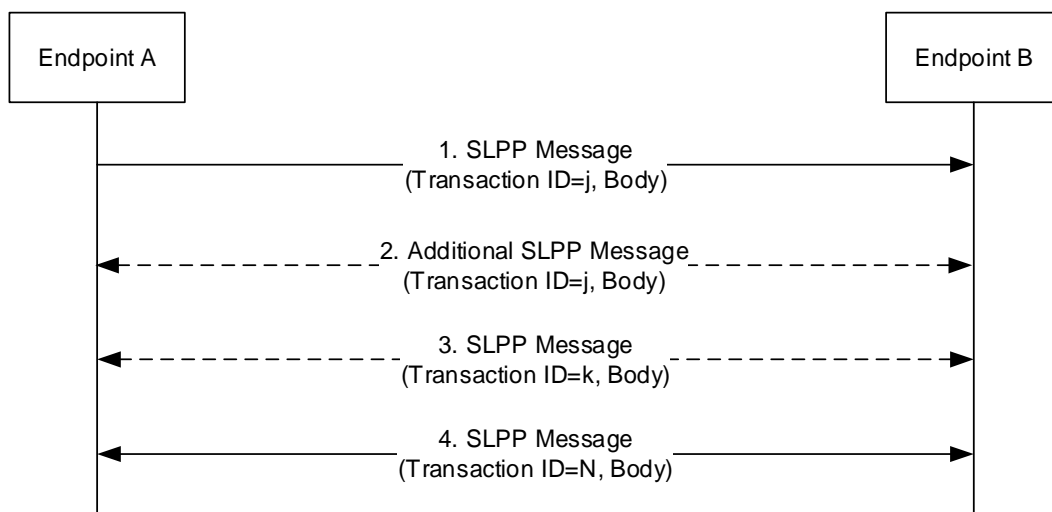 Endpoint A
Endpoint B
1. SLPP Message
(Transaction ID=j, Body)
2. Additional SLPP Message
(Transaction ID=j, Body)
3. SLPP Message
(Transaction ID=k, Body)
4. SLPP Message
(Transaction ID=N, Body)